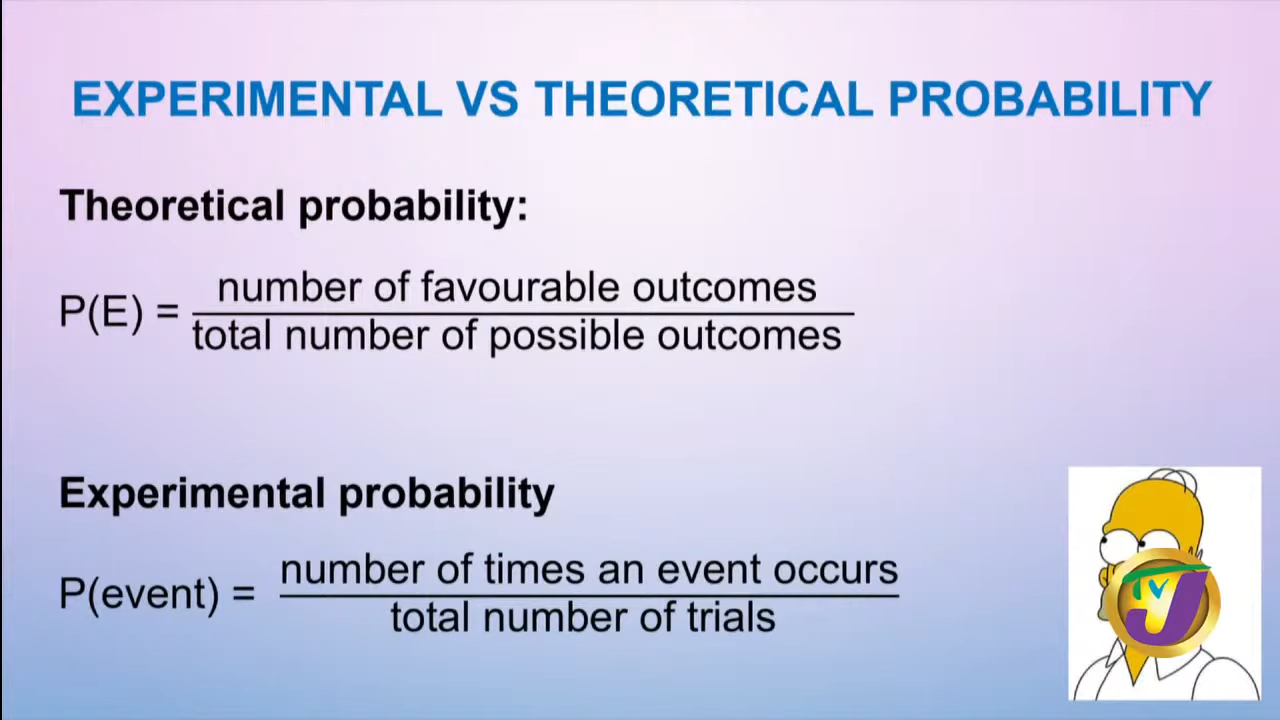 EXPERIMENTAL VS THEORETICAL PROBABILITY
Theoretical probability:
P(E) = number of favourable outcomes
total number of possible outcomes
Experimental probability
P(event) = number of times an event occurs
total number of trials
TVJ